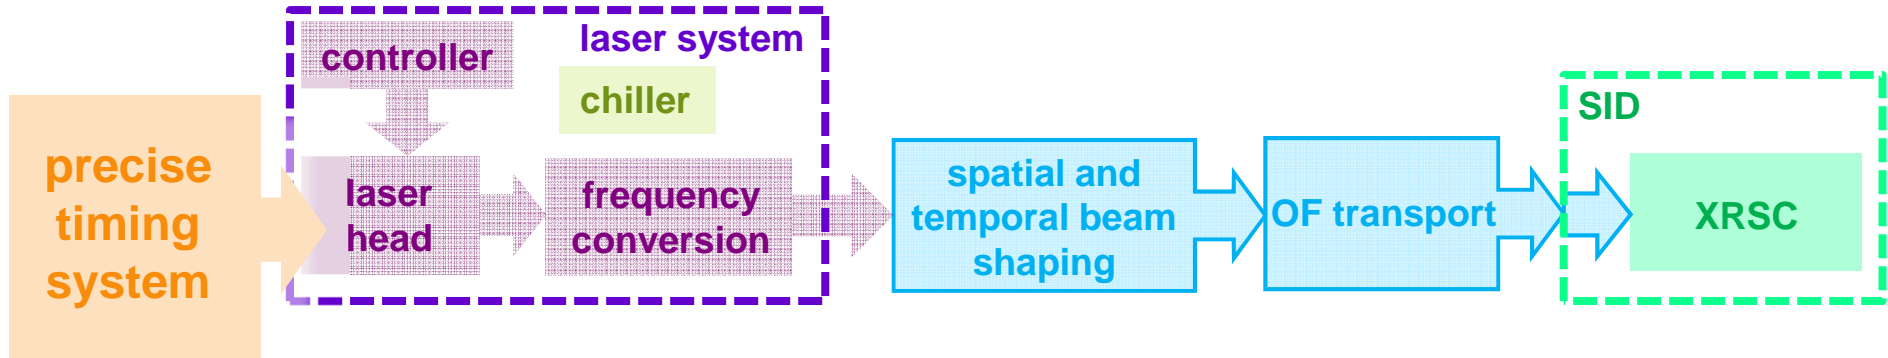 precise
timing
system
laser system
controller
chiller
laser
head
frequency
conversion
spatial and
temporal beam
shaping
OF transport
SID
XRSC